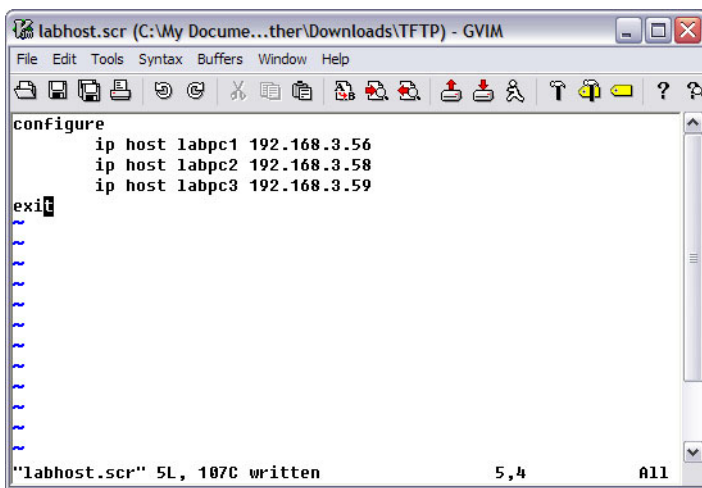 labhost.scr (C:\My Docume...ther\Downloads\TFTP) - GVIM
File Edit Tools Syntax Buffers Window Help
configure
        ip host labpc1 192.168.3.56
        ip host labpc2 192.168.3.58
        ip host labpc3 192.168.3.59
exit
~
~
~
~
~
~
~
~
~
~
~
~
"labhost.scr" 5L, 107C written 5,4 All